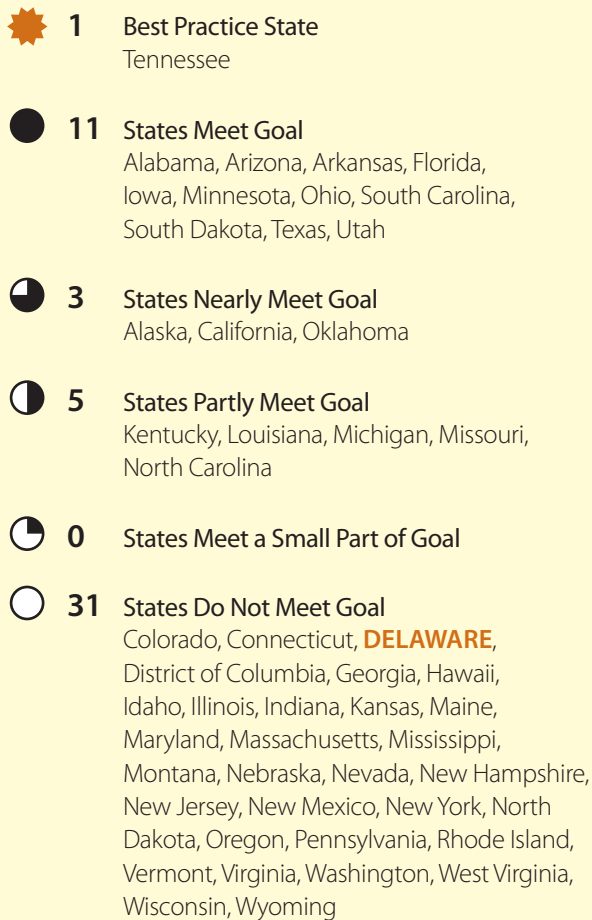 1 Best Practice State
Tennessee
11 States Meet Goal
Alabama, Arizona, Arkansas, Florida,
Iowa, Minnesota, Ohio, South Carolina,
South Dakota, Texas, Utah
3 States Nearly Meet Goal
Alaska, California, Oklahoma
5 States Partly Meet Goal
Kentucky, Louisiana, Michigan, Missouri,
North Carolina
0 States Meet a Small Part of Goal
31 States Do Not Meet Goal
Colorado, Connecticut, DELAWARE,
District of Columbia, Georgia, Hawaii,
Idaho, Illinois, Indiana, Kansas, Maine,
Maryland, Massachusetts, Mississippi,
Montana, Nebraska, Nevada, New Hampshire,
New Jersey, New Mexico, New York, North
Dakota, Oregon, Pennsylvania, Rhode Island,
Vermont, Virginia, Washington, West Virginia,
Wisconsin, Wyoming